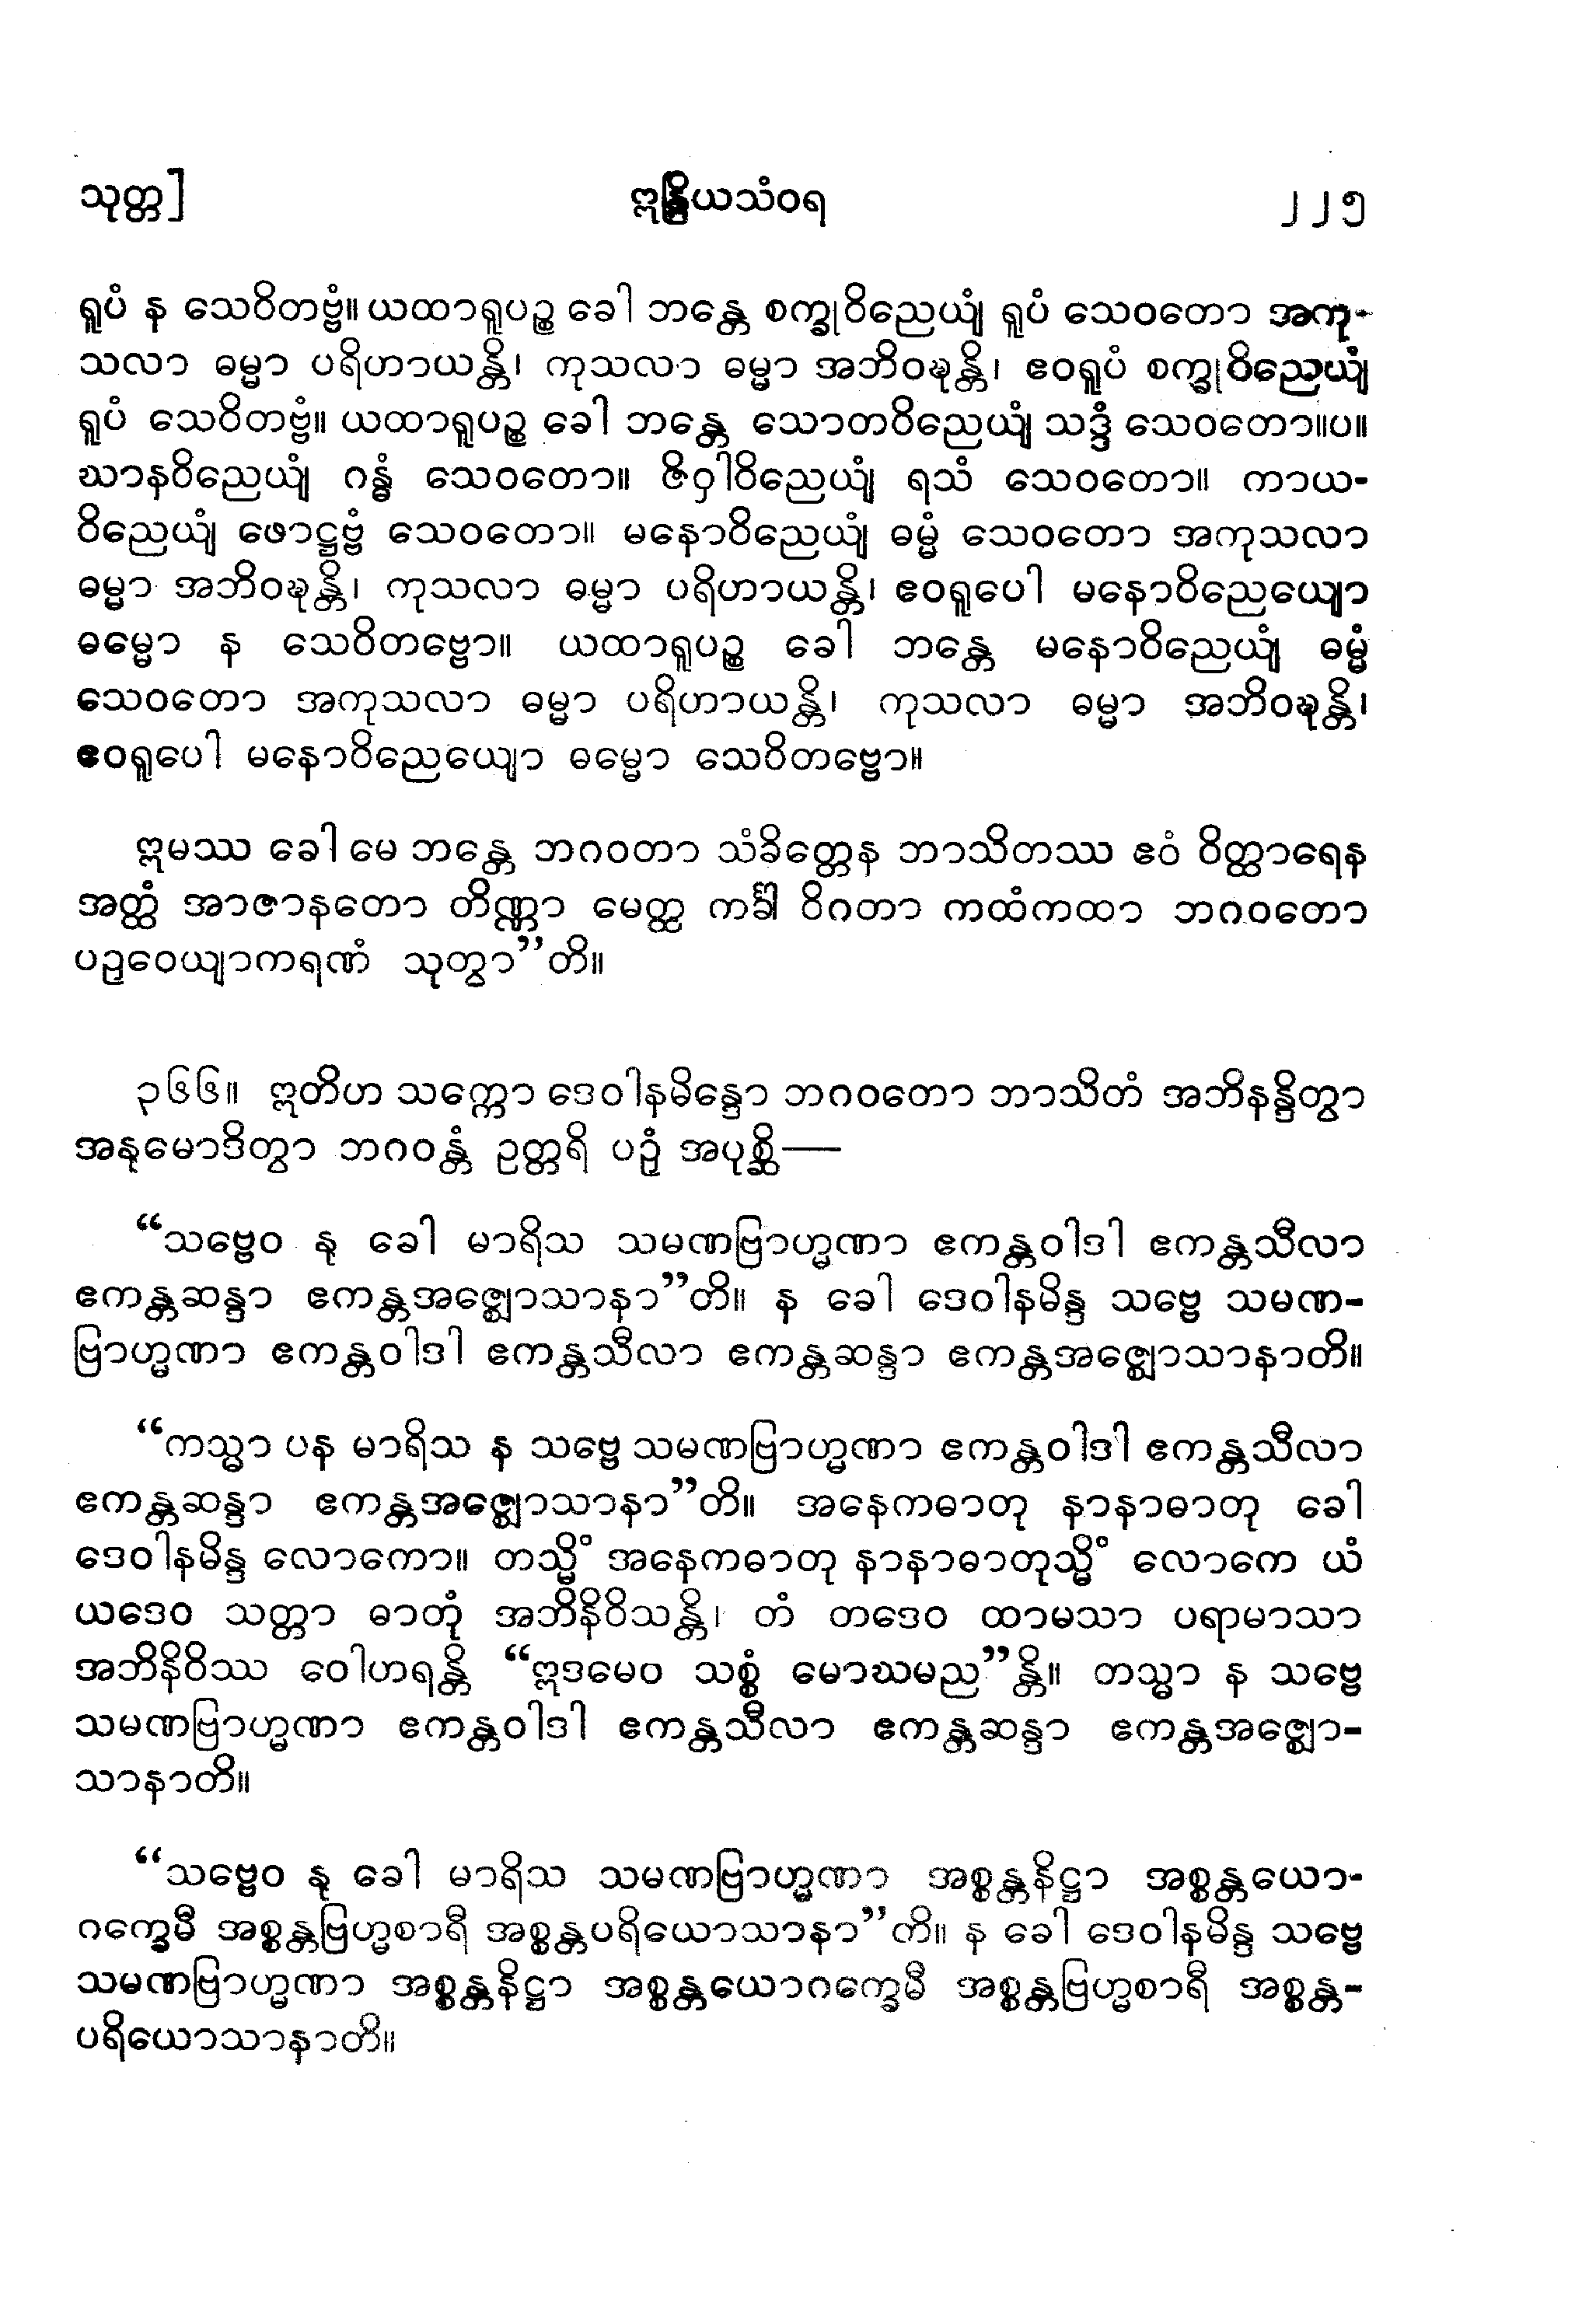 သုတ္တ]                    ဣန္ဒြိယသံဝရ                    ၂၂၅
ရူပံ န သေဝိတဗ္ဗံ။ ယထာရူပဉ္စ ခေါ ဘန္တေ စက္ခုဝိညေယျံ ရူပံ သေဝတော အကု-
သလာ ဓမ္မာ ပရိဟာယန္တိ၊ ကုသလာ ဓမ္မာ အဘိဝဍ္ဎန္တိ၊ ဧဝရူပံ စက္ခုဝိညေယျံ
ရူပံ သေဝိတဗ္ဗံ။ ယထာရူပဉ္စ ခေါ ဘန္တေ သောတဝိညေယျံ သဒ္ဒံ သေဝတော။ပ။
ဃာနဝိညေယျံ ဂန္ဓံ သေဝတော။ ဇိဝှါဝိညေယျံ ရသံ သေဝတော။ ကာယ-
ဝိညေယျံ ဖောဋ္ဌဗ္ဗံ သေဝတော။ မနောဝိညေယျံ ဓမ္မံ သေဝတော အကုသလာ
ဓမ္မာ အဘိဝဍ္ဎန္တိ၊ ကုသလာ ဓမ္မာ ပရိဟာယန္တိ၊ ဧဝရူပေါ မနောဝိညေယျော
ဓမ္မော န သေဝိတဗ္ဗော။ ယထာရူပဉ္စ ခေါ ဘန္တေ မနောဝိညေယျံ ဓမ္မံ
သေဝတော အကုသလာ ဓမ္မာ ပရိဟာယန္တိ၊ ကုသလာ ဓမ္မာ အဘိဝဍ္ဎန္တိ၊
ဧဝရူပေါ မနောဝိညေယျော ဓမ္မော သေဝိတဗ္ဗော။
ဣမဿ ခေါ မေ ဘန္တေ ဘဂဝတာ သံခိတ္တေန ဘာသိတဿ ဧဝံ ဝိတ္ထာရေန
အတ္ထံ အာဇာနတော တိဏ္ဏာ မေတ္ထ ကင်္ခါ ဝိဂတာ ကထံကထာ ဘဂဝတော
ပဉှဝေယျာကရဏံ သုတွာ”တိ။
၃၆၆။ ဣတိဟ သက္ကော ဒေဝါနမိန္ဒော ဘဂဝတော ဘာသိတံ အဘိနန္ဒိတွာ
အနုမောဒိတွာ ဘဂဝန္တံ ဥတ္တရိ ပဉှံ အပုစ္ဆိ—
“သဗ္ဗေဝ နု ခေါ မာရိသ သမဏဗြာဟ္မဏာ ဧကန္တဝါဒါ ဧကန္တသီလာ
ဧကန္တဆန္ဒာ ဧကန္တအဇ္ဈောသာနာ”တိ။ န ခေါ ဒေဝါနမိန္ဒ သဗ္ဗေ သမဏ-
ဗြာဟ္မဏာ ဧကန္တဝါဒါ ဧကန္တသီလာ ဧကန္တဆန္ဒာ ဧကန္တအဇ္ဈောသာနာတိ။
“ကသ္မာ ပန မာရိသ န သဗ္ဗေ သမဏဗြာဟ္မဏာ ဧကန္တဝါဒါ ဧကန္တသီလာ
ဧကန္တဆန္ဒာ ဧကန္တအဇ္ဈောသာနာ”တိ။ အနေကဓာတု နာနာဓာတု ခေါ
ဒေဝါနမိန္ဒ လောကော။ တသ္မိံ အနေကဓာတု နာနာဓာတုသ္မိံ လောကေ ယံ
ယဒေဝ သတ္တာ ဓာတုံ အဘိနိဝိသန္တိ၊ တံ တဒေဝ ထာမသာ ပရာမာသာ
အဘိနိဝိဿ ဝေါဟရန္တိ “ဣဒမေဝ သစ္စံ မောဃမည”န္တိ။ တသ္မာ န သဗ္ဗေ
သမဏဗြာဟ္မဏာ ဧကန္တဝါဒါ ဧကန္တသီလာ ဧကန္တဆန္ဒာ ဧကန္တအဇ္ဈော-
သာနာတိ။
“သဗ္ဗေဝ နု ခေါ မာရိသ သမဏဗြာဟ္မဏာ အစ္စန္တနိဋ္ဌာ အစ္စန္တယော-
ဂက္ခေမီ အစ္စန္တဗြဟ္မစာရီ အစ္စန္တပရိယောသာနာ”တိ။ န ခေါ ဒေဝါနမိန္ဒ သဗ္ဗေ
သမဏဗြာဟ္မဏာ အစ္စန္တနိဋ္ဌာ အစ္စန္တယောဂက္ခေမီ အစ္စန္တဗြဟ္မစာရီ အစ္စန္တ-
ပရိယောသာနာတိ။